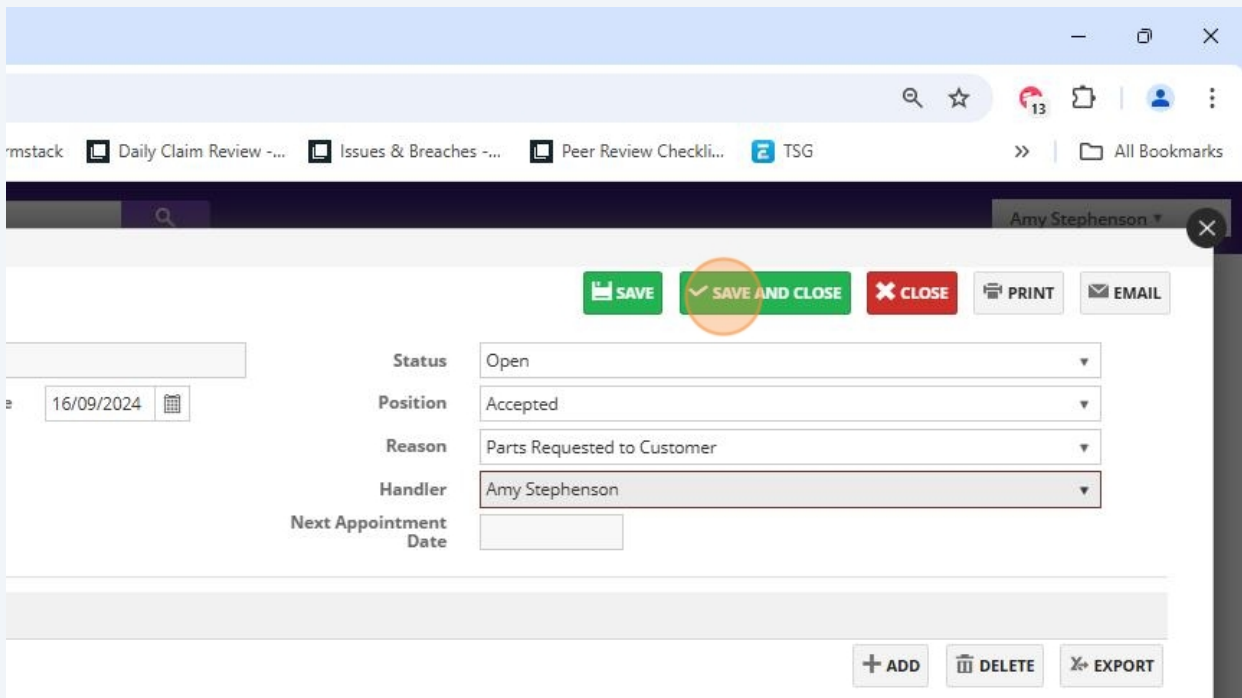 13
rmstack Daily Claim Review -... Issues & Breaches -... Peer Review Checkli... TSG » All Bookmarks
Amy Stephenson
SAVE SAVE AND CLOSE CLOSE PRINT EMAIL
Status Open
e 16/09/2024 Position Accepted
Reason Parts Requested to Customer
Handler Amy Stephenson
Next Appointment
Date
ADD DELETE EXPORT